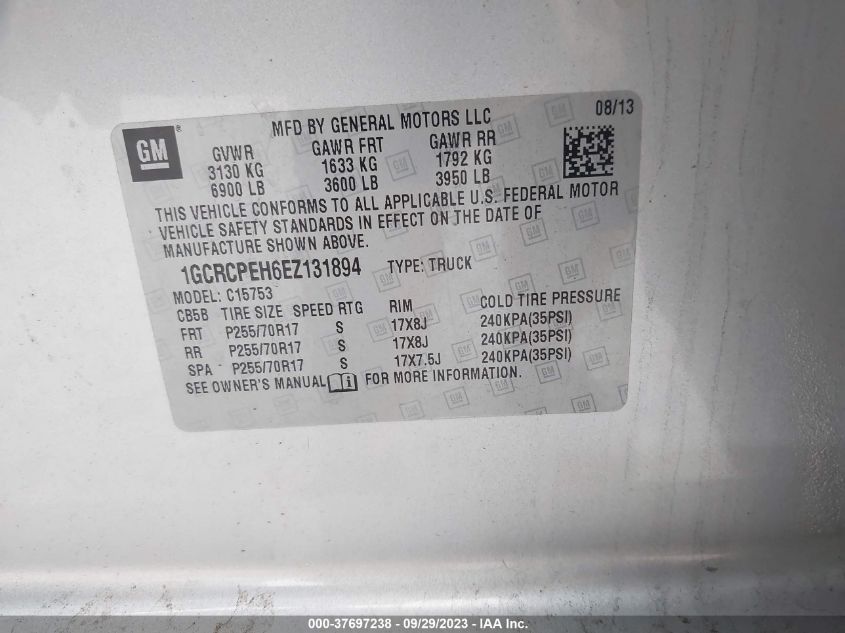 08/13
GM ®
MFD BY GENERAL MOTORS LLC
GVWR GAWR FRT GAWR RR
3130 KG 1633 KG 1792 KG
6900 LB 3600 LB 3950 LB
THIS VEHICLE CONFORMS TO ALL APPLICABLE U.S. FEDERAL MOTOR
VEHICLE SAFETY STANDARDS IN EFFECT ON THE DATE OF
MANUFACTURE SHOWN ABOVE.
1GCRCPEH6EZ131894 TYPE: TRUCK
MODEL: C15753
CB5B TIRE SIZE SPEED RTG RIM COLD TIRE PRESSURE
FRT P255/70R17 S 17X8J 240KPA(35PSI)
RR P255/70R17 S 17X8J 240KPA(35PSI)
SPA P255/70R17 S 17X7.5J 240KPA(35PSI)
SEE OWNER'S MANUAL FOR MORE INFORMATION.
000-37697238 - 09/29/2023 - IAA Inc.